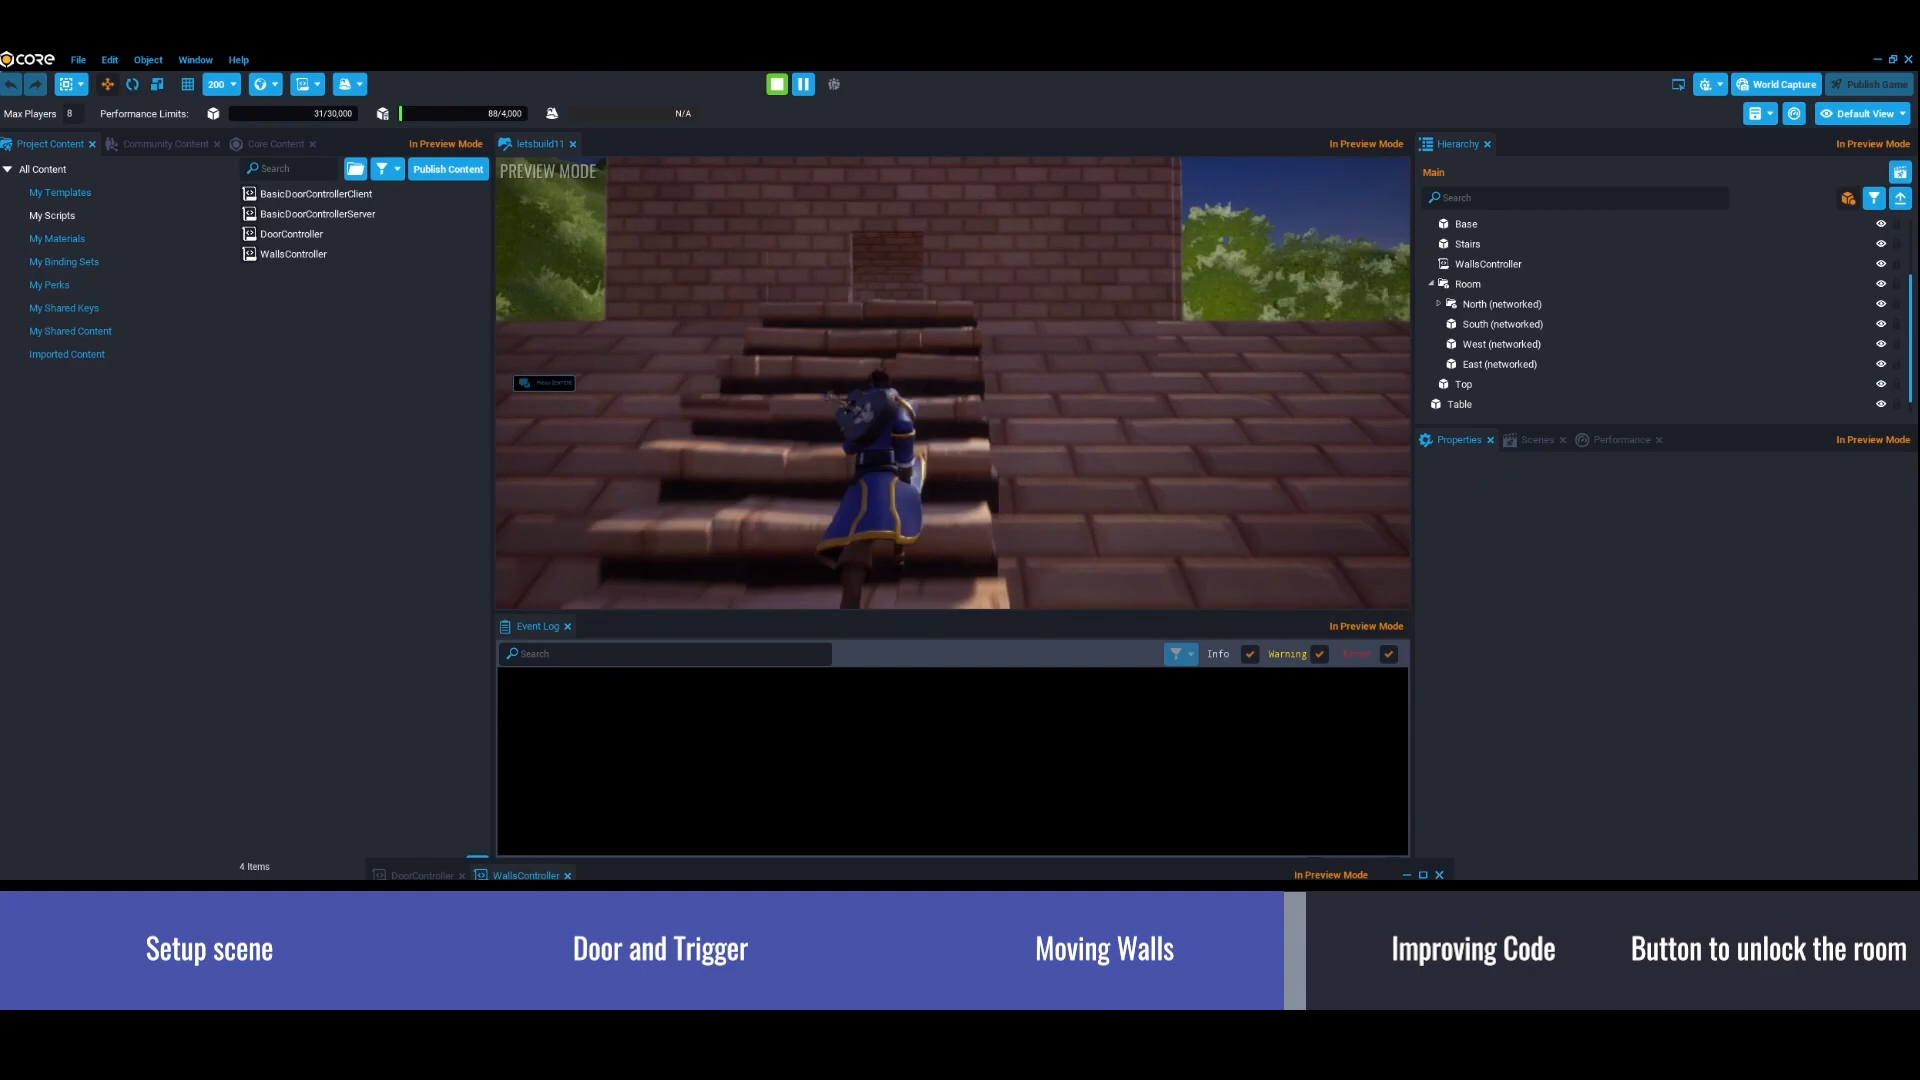 CORE File Edit Object Window Help
200 World Capture Publish Game
Max Players 8 Performance Limits: 31/30,000 88/4,000 N/A Default View
Project Content Community Content Core Content In Preview Mode
All Content Search Publish Content
My Templates
My Scripts
My Materials
My Binding Sets
My Perks
My Shared Keys
My Shared Content
Imported Content
BasicDoorControllerClient
BasicDoorControllerServer
DoorController
WallsController
4 Items
letsbuild11 In Preview Mode
PREVIEW MODE
Event Log In Preview Mode
Search Info Warning Error
DoorController WallsController In Preview Mode
Hierarchy In Preview Mode
Main
Search
Base
Stairs
WallsController
Room
North (networked)
South (networked)
West (networked)
East (networked)
Top
Table
Properties Scenes Performance In Preview Mode
Setup scene Door and Trigger Moving Walls Improving Code Button to unlock the room